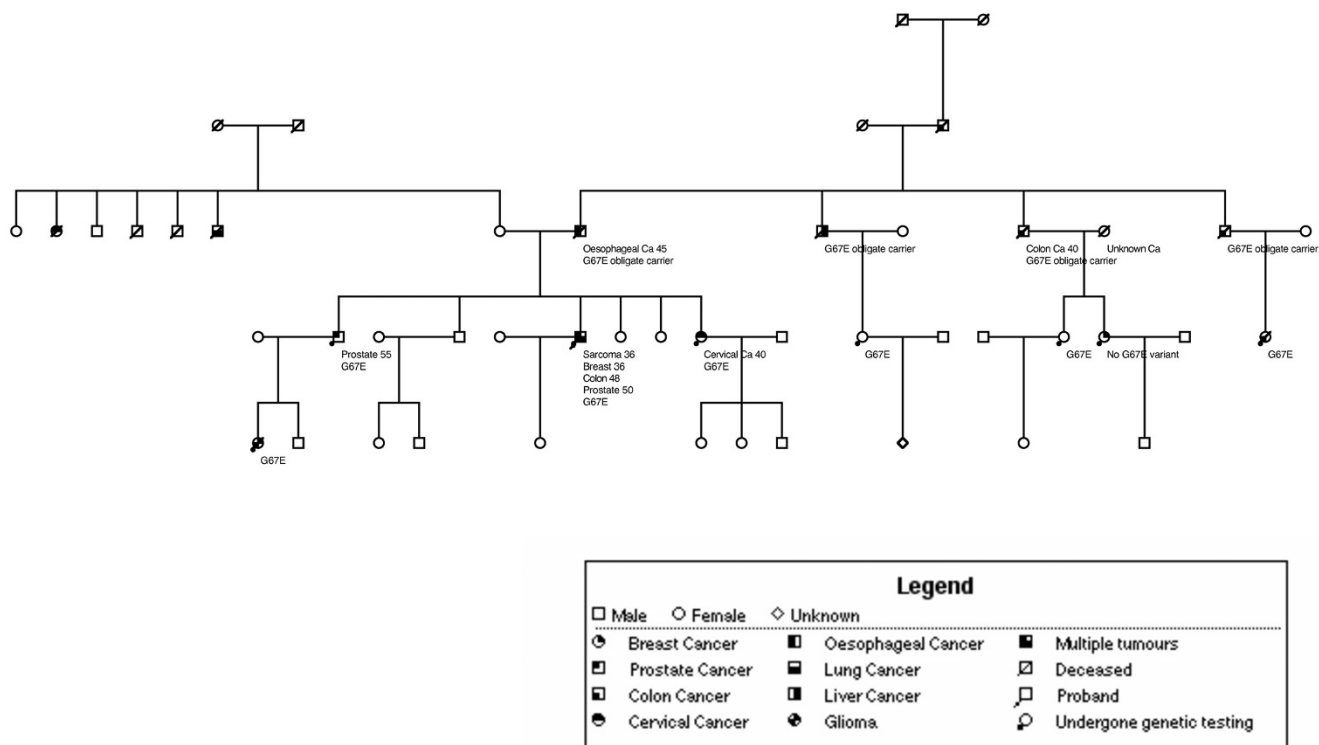 Oesophageal Ca 45
G67E obligate carrier
G67E obligate carrier
Colon Ca 40
G67E obligate carrier
Unknown Ca
G67E obligate carrier
Prostate 55
G67E
Sarcoma 36
Breast 36
Colon 48
Prostate 50
G67E
Cervical Ca 40
G67E
G67E
G67E
No G67E variant
G67E
G67E
Legend
Male Female Unknown
Breast Cancer Oesophageal Cancer Multiple tumours
Prostate Cancer Lung Cancer Deceased
Colon Cancer Liver Cancer Proband
Cervical Cancer Glioma Undergone genetic testing